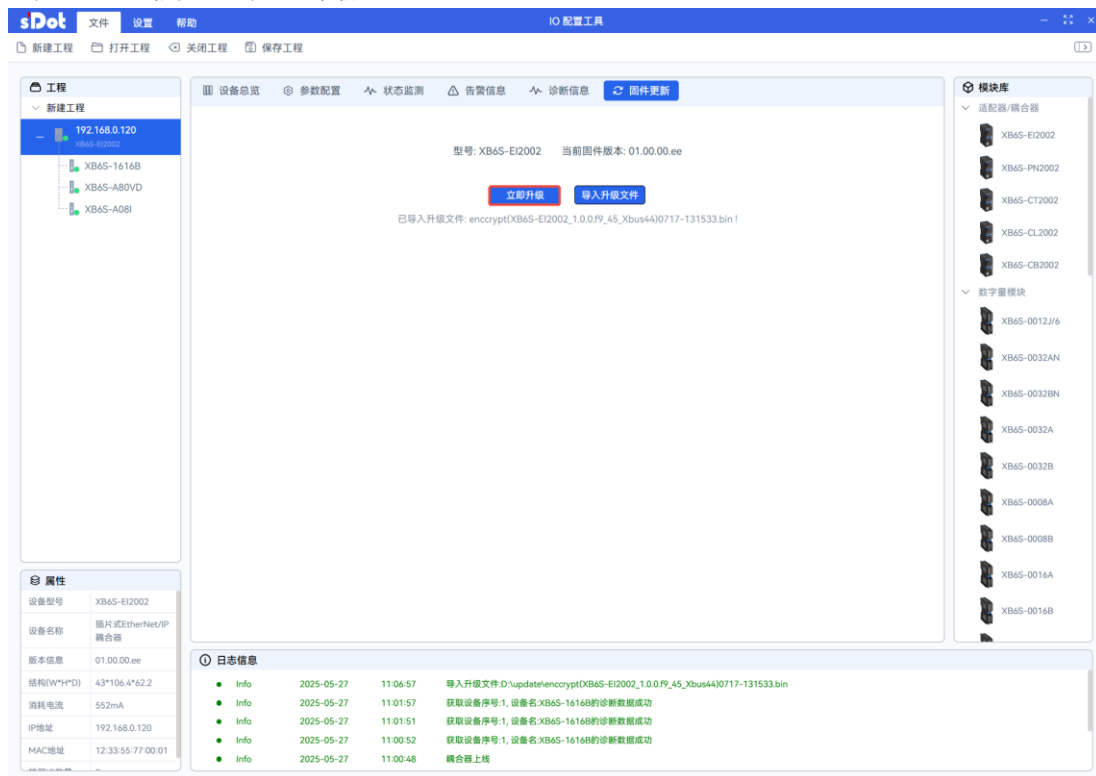 sDot 文件 设置 帮助 IO 配置工具
新建工程 打开工程 关闭工程 保存工程
工程
新建工程
192.168.0.120
XB6S-EI2002
XB6S-1616B
XB6S-A80VD
XB6S-A08I
设备总览 参数配置 状态监测 告警信息 诊断信息 固件更新
型号: XB6S-EI2002 当前固件版本: 01.00.00.ee
立即升级 导入升级文件
已导入升级文件: enccrypt(XB6S-EI2002_1.0.0.f9_45_Xbus44)0717-131533.bin !
模块库
适配器/耦合器
XB6S-EI2002
XB6S-PN2002
XB6S-CT2002
XB6S-CL2002
XB6S-CB2002
数字量模块
XB6S-0012J/6
XB6S-0032AN
XB6S-0032BN
XB6S-0032A
XB6S-0032B
XB6S-0008A
XB6S-0008B
XB6S-0016A
XB6S-0016B
属性
设备型号 XB6S-EI2002
设备名称 插片式EtherNet/IP
耦合器
版本信息 01.00.00.ee
结构(W*H*D) 43*106.4*62.2
消耗电流 552mA
IP地址 192.168.0.120
MAC地址 12:33:55:77:00:01
日志信息
Info 2025-05-27 11:06:57 导入升级文件:D:\update\enccrypt(XB6S-EI2002_1.0.0.f9_45_Xbus44)0717-131533.bin
Info 2025-05-27 11:01:57 获取设备序号:1, 设备名:XB6S-1616B的诊断数据成功
Info 2025-05-27 11:01:51 获取设备序号:1, 设备名:XB6S-1616B的诊断数据成功
Info 2025-05-27 11:00:52 获取设备序号:1, 设备名:XB6S-1616B的诊断数据成功
Info 2025-05-27 11:00:48 耦合器上线